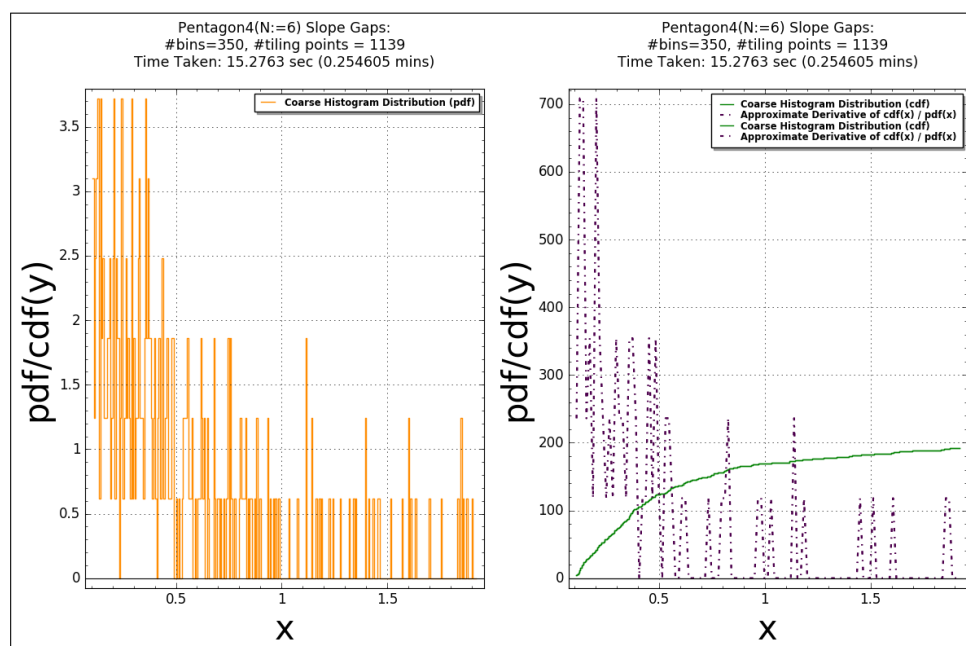 Pentagon4(N:=6) Slope Gaps:
#bins=350, #tiling points = 1139
Time Taken: 15.2763 sec (0.254605 mins)
Coarse Histogram Distribution (pdf)
pdf/cdf(y)
3.5
3
2.5
2
1.5
1
0.5
0
0.5
1
1.5
x
Pentagon4(N:=6) Slope Gaps:
#bins=350, #tiling points = 1139
Time Taken: 15.2763 sec (0.254605 mins)
Coarse Histogram Distribution (cdf)
Approximate Derivative of cdf(x) / pdf(x)
Coarse Histogram Distribution (cdf)
Approximate Derivative of cdf(x) / pdf(x)
pdf/cdf(y)
700
600
500
400
300
200
100
0
0.5
1
1.5
x